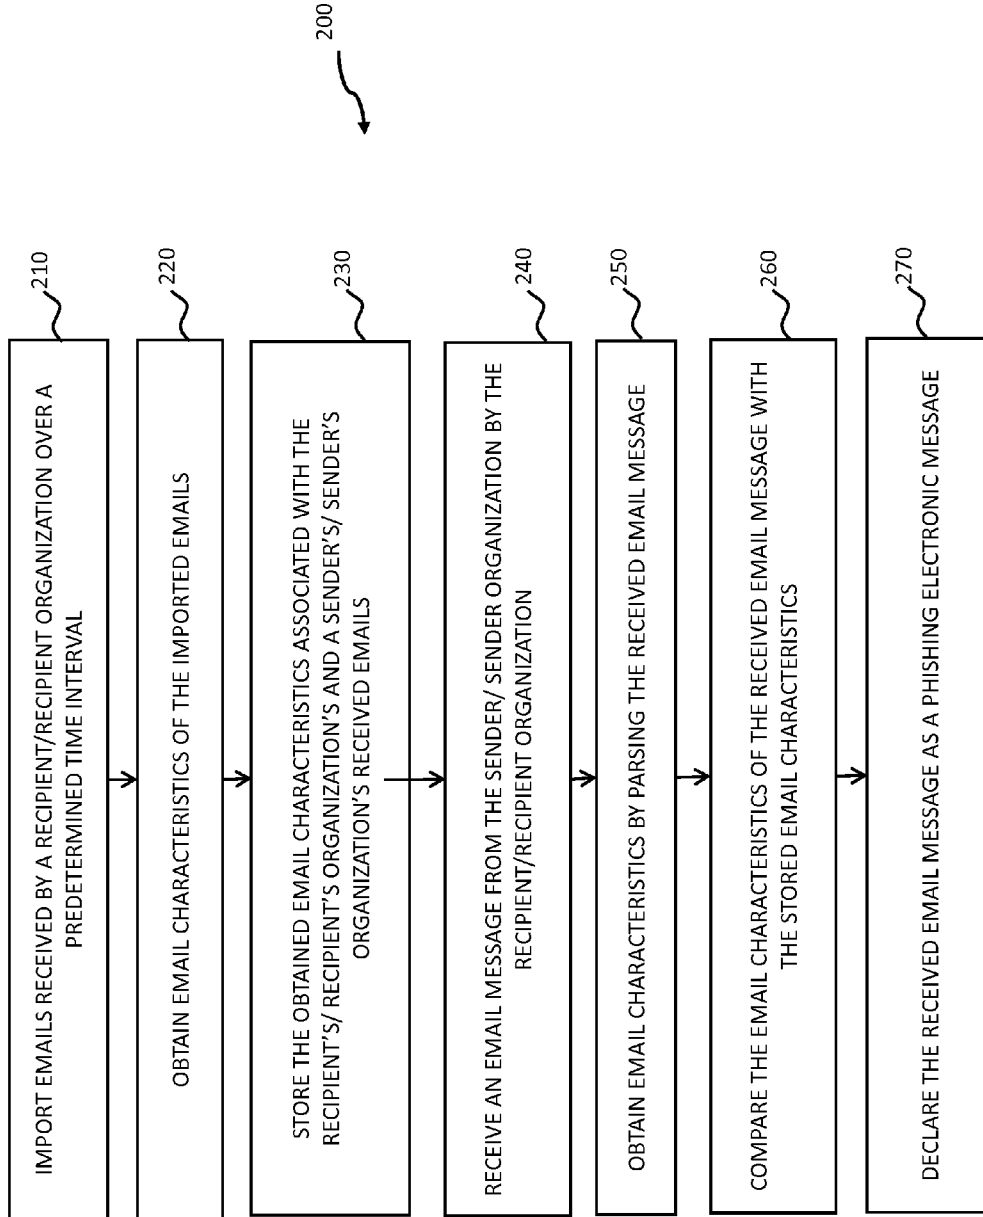 200
210
IMPORT EMAILS RECEIVED BY A RECIPIENT/RECIPIENT ORGANIZATION OVER A
PREDETERMINED TIME INTERVAL
220
OBTAIN EMAIL CHARACTERISTICS OF THE IMPORTED EMAILS
230
STORE THE OBTAINED EMAIL CHARACTERISTICS ASSOCIATED WITH THE
RECIPIENT'S/ RECIPIENT'S ORGANIZATION'S AND A SENDER'S/ SENDER'S
ORGANIZATION'S RECEIVED EMAILS
240
RECEIVE AN EMAIL MESSAGE FROM THE SENDER/ SENDER ORGANIZATION BY THE
RECIPIENT/RECIPIENT ORGANIZATION
250
OBTAIN EMAIL CHARACTERISTICS BY PARSING THE RECEIVED EMAIL MESSAGE
260
COMPARE THE EMAIL CHARACTERISTICS OF THE RECEIVED EMAIL MESSAGE WITH
THE STORED EMAIL CHARACTERISTICS
270
DECLARE THE RECEIVED EMAIL MESSAGE AS A PHISHING ELECTRONIC MESSAGE